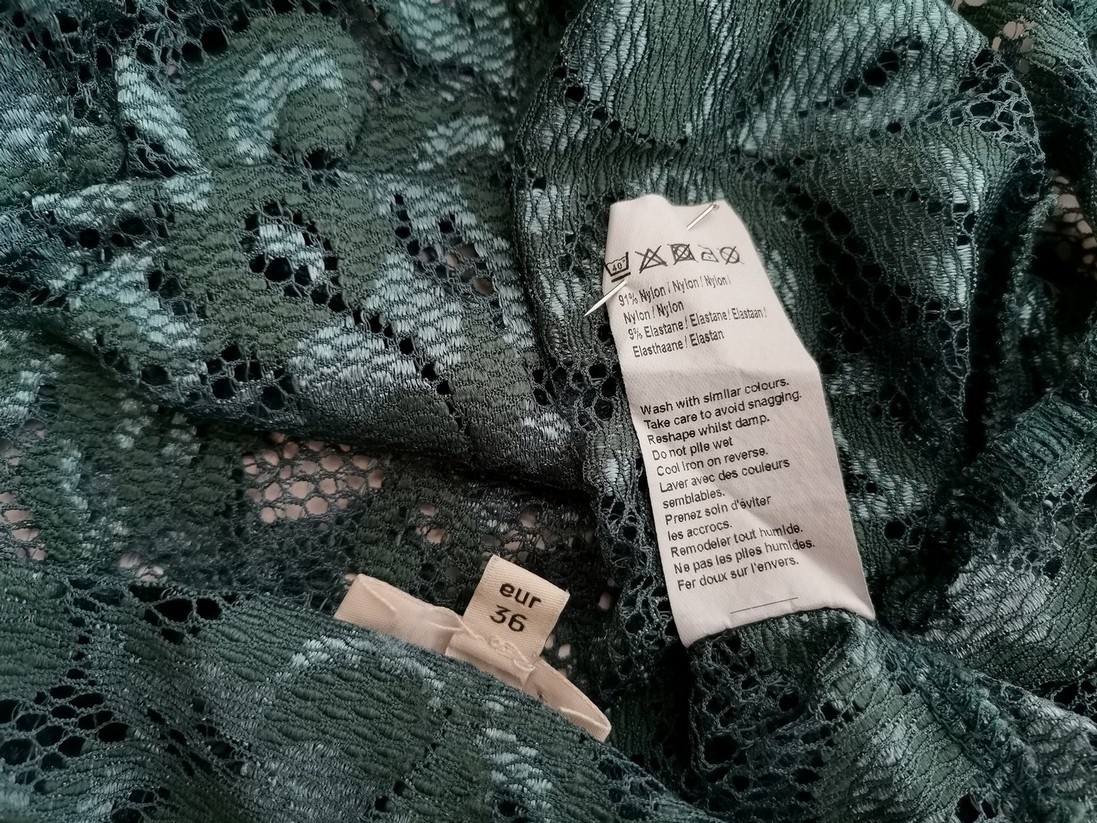 40°
91% Nylon / Nylon / Nylon /
Nylon / Nylon
9% Elastane / Elastane / Elastaan /
Elasthaane / Elastan
Wash with similar colours.
Take care to avoid snagging.
Reshape whilst damp.
Do not pile wet
Cool iron on reverse.
Laver avec des couleurs
semblables.
Prenez soin d'éviter
les accrocs.
Remodeler tout humide.
Ne pas les piles humides.
Fer doux sur l'envers.
eur
36